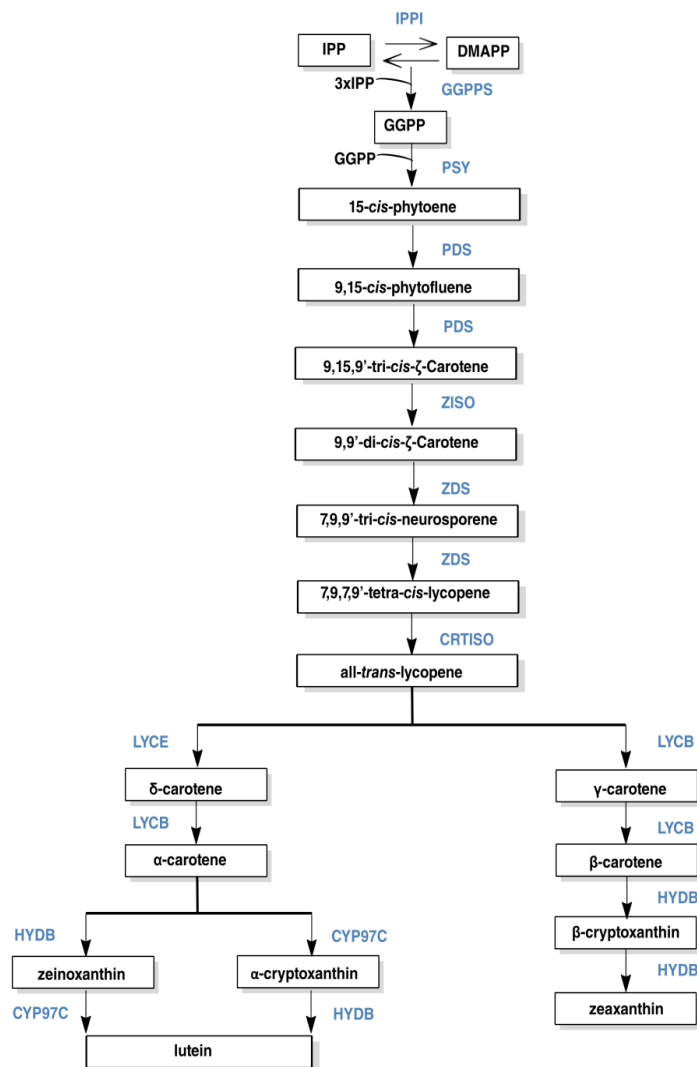 IPPI
IPP
DMAPP
3xIPP
GGPPS
GGPP
GGPP
PSY
15-cis-phytoene
PDS
9,15-cis-phytofluene
PDS
9,15,9’-tri-cis-ζ-Carotene
ZISO
9,9’-di-cis-ζ-Carotene
ZDS
7,9,9’-tri-cis-neurosporene
ZDS
7,9,7,9’-tetra-cis-lycopene
CRTISO
all-trans-lycopene
LYCE
LYCB
δ-carotene
γ-carotene
LYCB
LYCB
α-carotene
β-carotene
HYDB
HYDB
CYP97C
β-cryptoxanthin
zeinoxanthin
α-cryptoxanthin
HYDB
CYP97C
HYDB
zeaxanthin
lutein